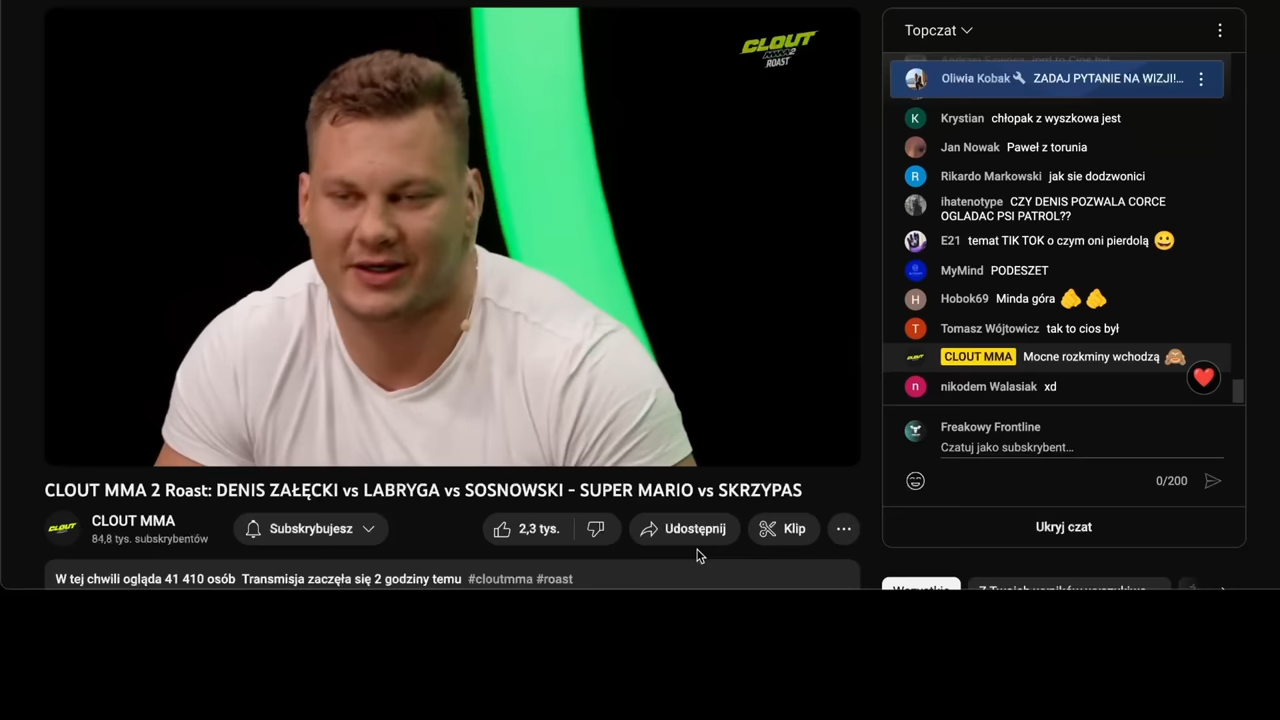 CLOUT
MMA2
ROAST
Topczat
Oliwia Kobak ZADAJ PYTANIE NA WIZJI!...
Krystian chłopak z wyszkowa jest
Jan Nowak Paweł z torunia
Rikardo Markowski jak sie dodzwonici
ihatenotype CZY DENIS POZWALA CORCE
OGLADAC PSI PATROL??
E21 temat TIK TOK o czym oni pierdolą 😀
MyMind PODESZET
Hobok69 Minda góra 🫵 🫵
Tomasz Wójtowicz tak to cios był
CLOUT MMA Mocne rozkminy wchodzą 🙈
nikodem Walasiak xd
Freakowy Frontline
Czatuj jako subskrybent...
0/200
Ukryj czat
CLOUT MMA 2 Roast: DENIS ZAŁĘCKI vs LABRYGA vs SOSNOWSKI - SUPER MARIO vs SKRZYPAS
CLOUT MMA
84,8 tys. subskrybentów
Subskrybujesz
2,3 tys.
Udostępnij
Klip
W tej chwili ogląda 41 410 osób Transmisja zaczęła się 2 godziny temu #cloutmma #roast